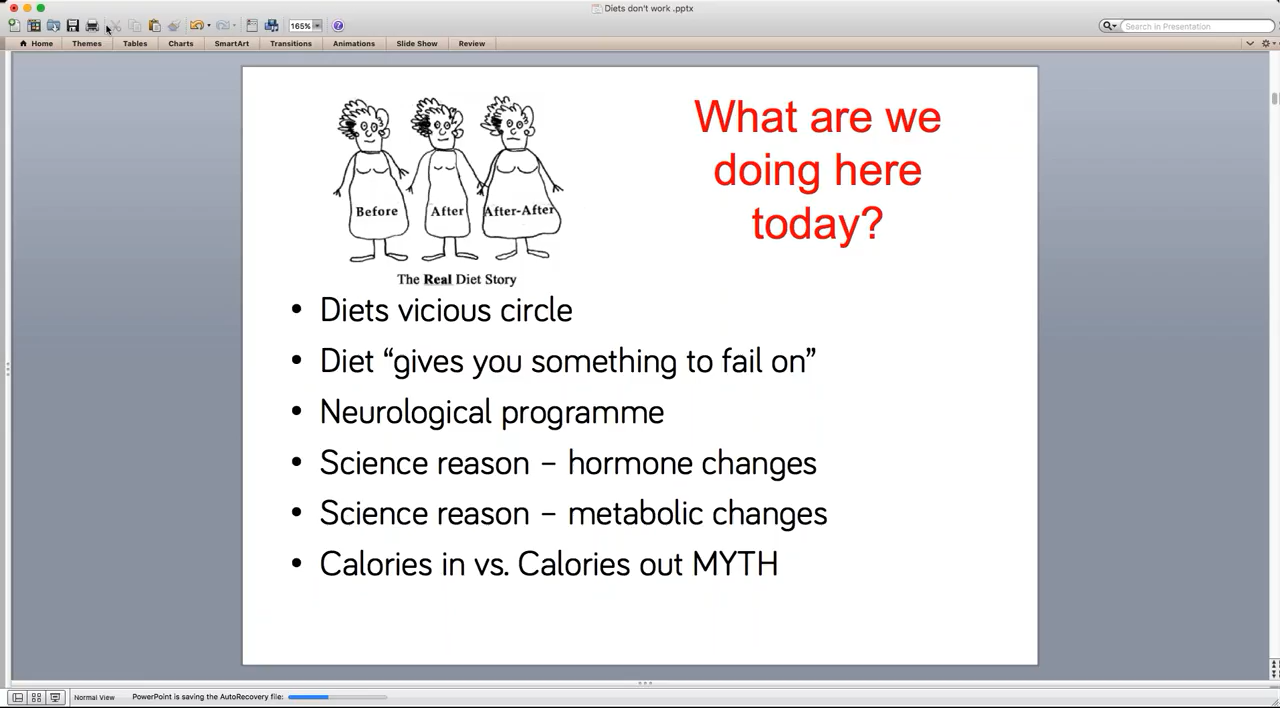 Diets don't work .pptx
165%
Search in Presentation
Home Themes Tables Charts SmartArt Transitions Animations Slide Show Review
Before After After-After
The Real Diet Story
What are we
doing here
today?
• Diets vicious circle
• Diet “gives you something to fail on”
• Neurological programme
• Science reason – hormone changes
• Science reason – metabolic changes
• Calories in vs. Calories out MYTH
Normal View PowerPoint is saving the AutoRecovery file: